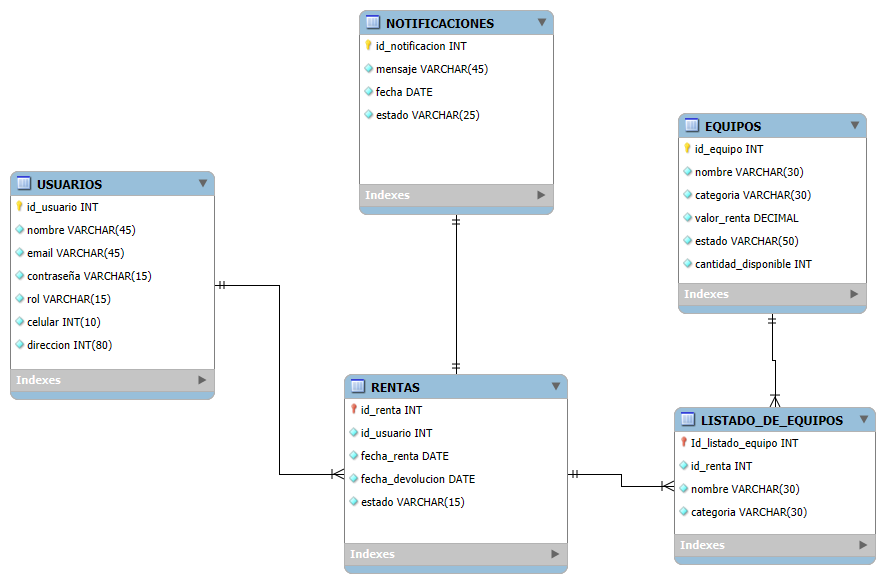 NOTIFICACIONES
id_notificacion INT
mensaje VARCHAR(45)
fecha DATE
estado VARCHAR(25)
Indexes
EQUIPOS
id_equipo INT
nombre VARCHAR(30)
categoria VARCHAR(30)
valor_renta DECIMAL
estado VARCHAR(50)
cantidad_disponible INT
Indexes
USUARIOS
id_usuario INT
nombre VARCHAR(45)
email VARCHAR(45)
contraseña VARCHAR(15)
rol VARCHAR(15)
celular INT(10)
direccion INT(80)
Indexes
RENTAS
id_renta INT
id_usuario INT
fecha_renta DATE
fecha_devolucion DATE
estado VARCHAR(15)
Indexes
LISTADO_DE_EQUIPOS
Id_listado_equipo INT
id_renta INT
nombre VARCHAR(30)
categoria VARCHAR(30)
Indexes